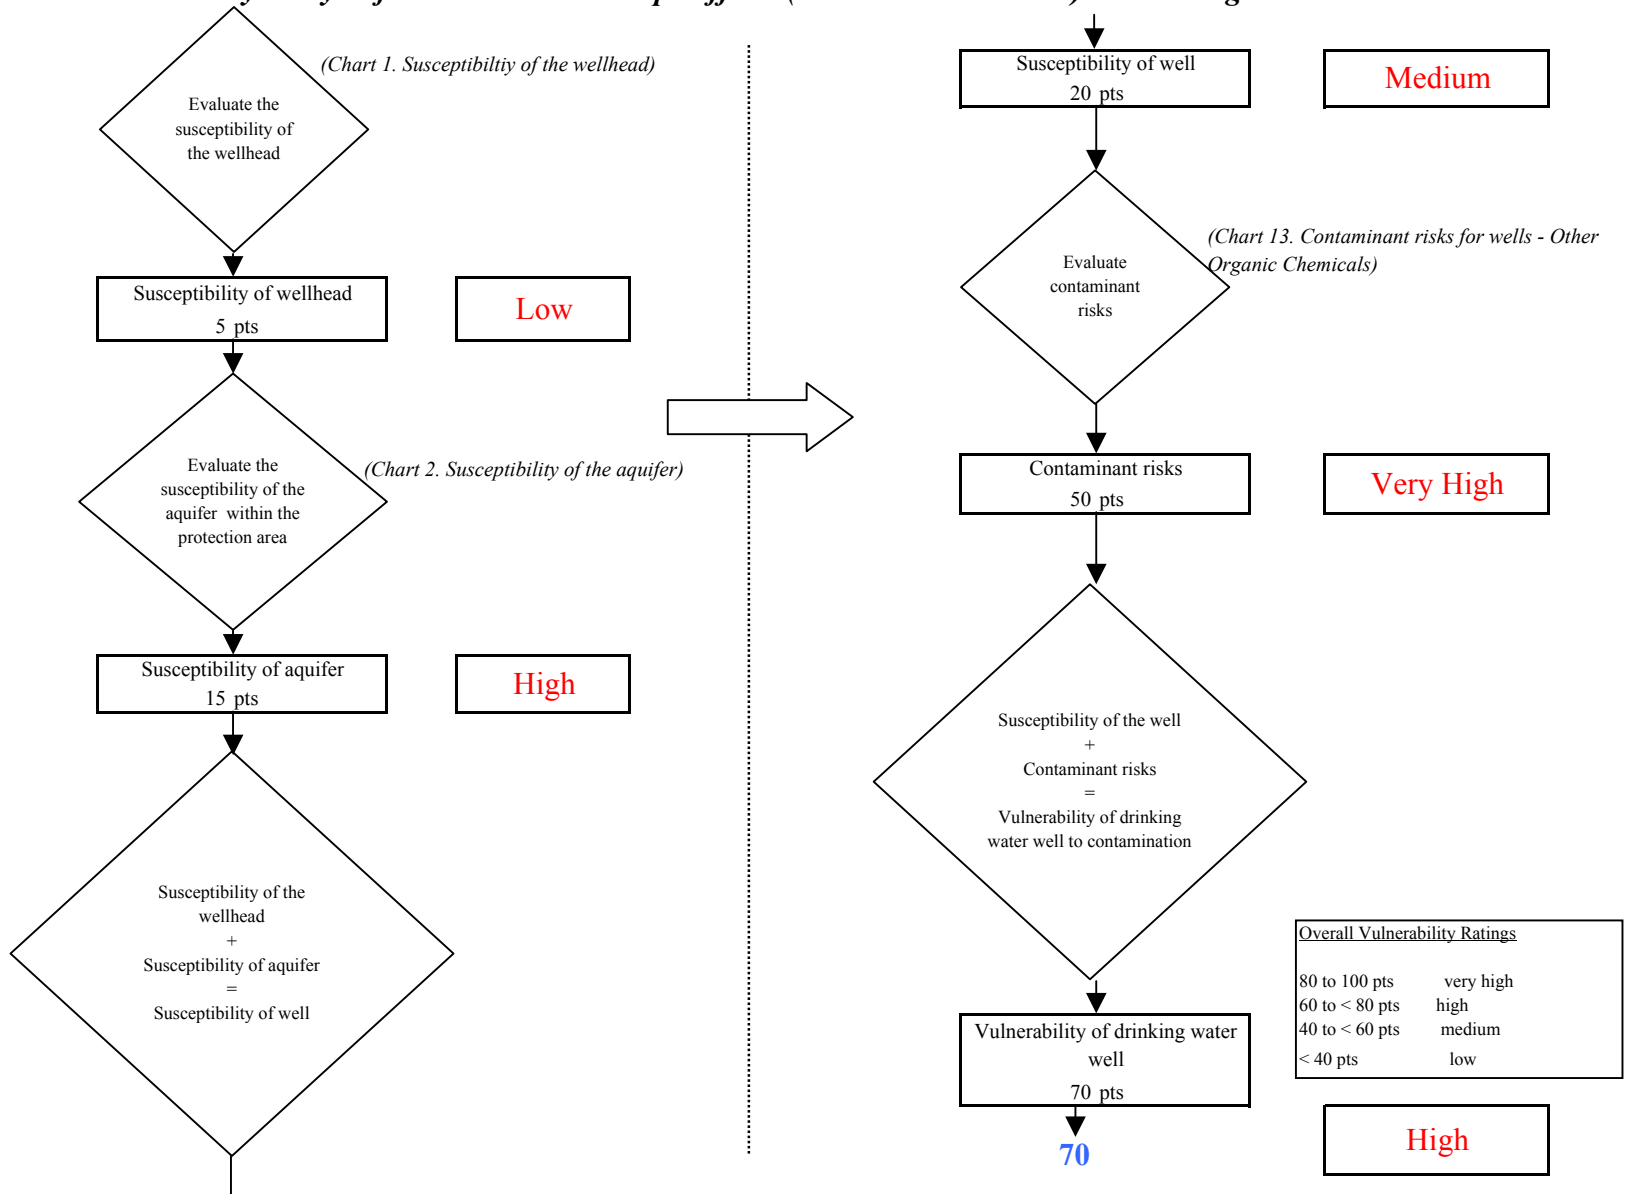 (Chart 1. Susceptibiltiy of the wellhead)
Evaluate the
susceptibility of
the wellhead
Susceptibility of wellhead
5 pts
Low
Evaluate the
susceptibility of the
aquifer within the
protection area
(Chart 2. Susceptibility of the aquifer)
Susceptibility of aquifer
15 pts
High
Susceptibility of the
wellhead
+
Susceptibility of aquifer
=
Susceptibility of well
Susceptibility of well
20 pts
Medium
Evaluate
contaminant
risks
(Chart 13. Contaminant risks for wells - Other
Organic Chemicals)
Contaminant risks
50 pts
Very High
Susceptibility of the well
+
Contaminant risks
=
Vulnerability of drinking
water well to contamination
Vulnerability of drinking water
well
70 pts
70
Overall Vulnerability Ratings
80 to 100 pts very high
60 to < 80 pts high
40 to < 60 pts medium
< 40 pts low
High